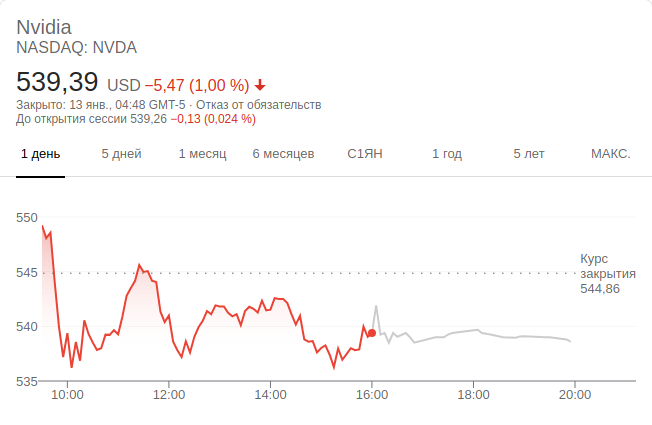 Nvidia
NASDAQ: NVDA
539,39 USD −5,47 (1,00 %)
Закрыто: 13 янв., 04:48 GMT-5 · Отказ от обязательств
До открытия сессии 539,26 −0,13 (0,024 %)
1 день 5 дней 1 месяц 6 месяцев С1ЯН 1 год 5 лет МАКС.
550
Курс
545 закрытия
544,86
540
535
10:00 12:00 14:00 16:00 18:00 20:00